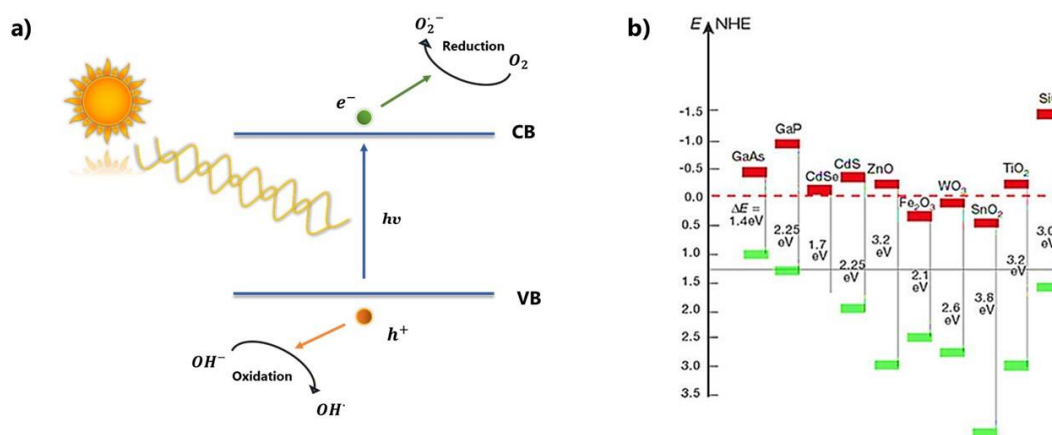 a)
O₂˙⁻
Reduction
O₂
e⁻
CB
hυ
VB
h⁺
OH⁻
Oxidation
OH˙
b)
E NHE
-1.5
-1.0
-0.5
0.0
0.5
1.0
1.5
2.0
2.5
3.0
3.5
GaAs
GaP
CdSe
CdS
ZnO
Fe₂O₃
WO₃
SnO₂
TiO₂
ΔE =
1.4eV
2.25
eV
1.7
eV
2.25
eV
3.2
eV
2.1
eV
2.6
eV
3.8
eV
3.2
eV